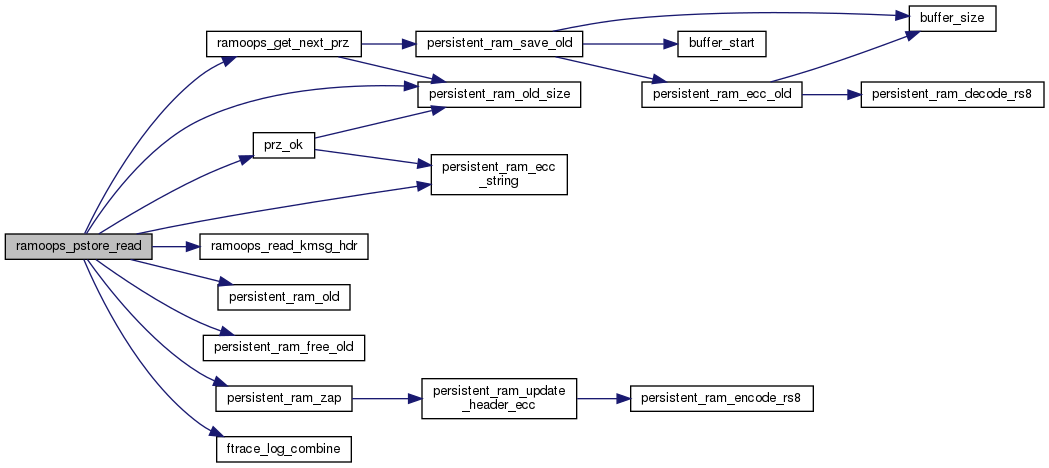 buffer_size
ramoops_get_next_prz
persistent_ram_save_old
buffer_start
persistent_ram_old_size
persistent_ram_ecc_old
persistent_ram_decode_rs8
prz_ok
persistent_ram_ecc
_string
ramoops_pstore_read
ramoops_read_kmsg_hdr
persistent_ram_old
persistent_ram_free_old
persistent_ram_zap
persistent_ram_update
_header_ecc
persistent_ram_encode_rs8
ftrace_log_combine